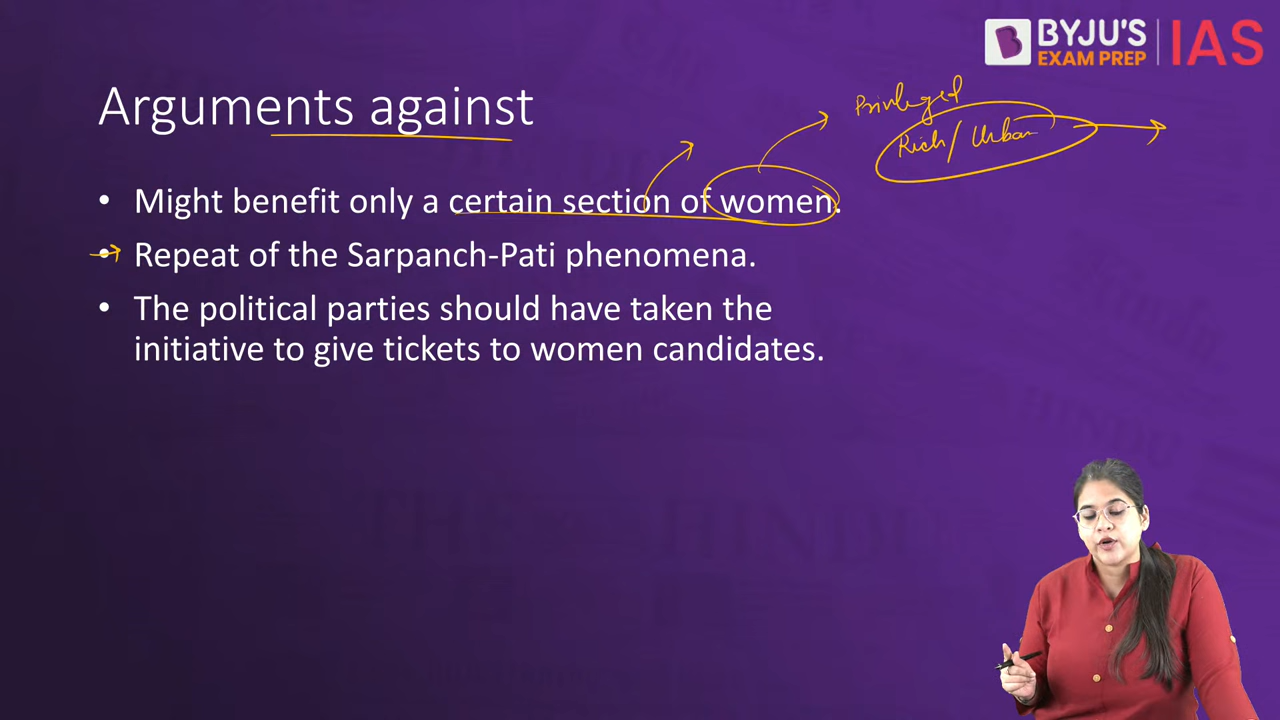 BYJU'S
EXAM PREP
IAS
Arguments against
Privileged
Rich/ Urban
• Might benefit only a certain section of women.
• Repeat of the Sarpanch-Pati phenomena.
• The political parties should have taken the
initiative to give tickets to women candidates.